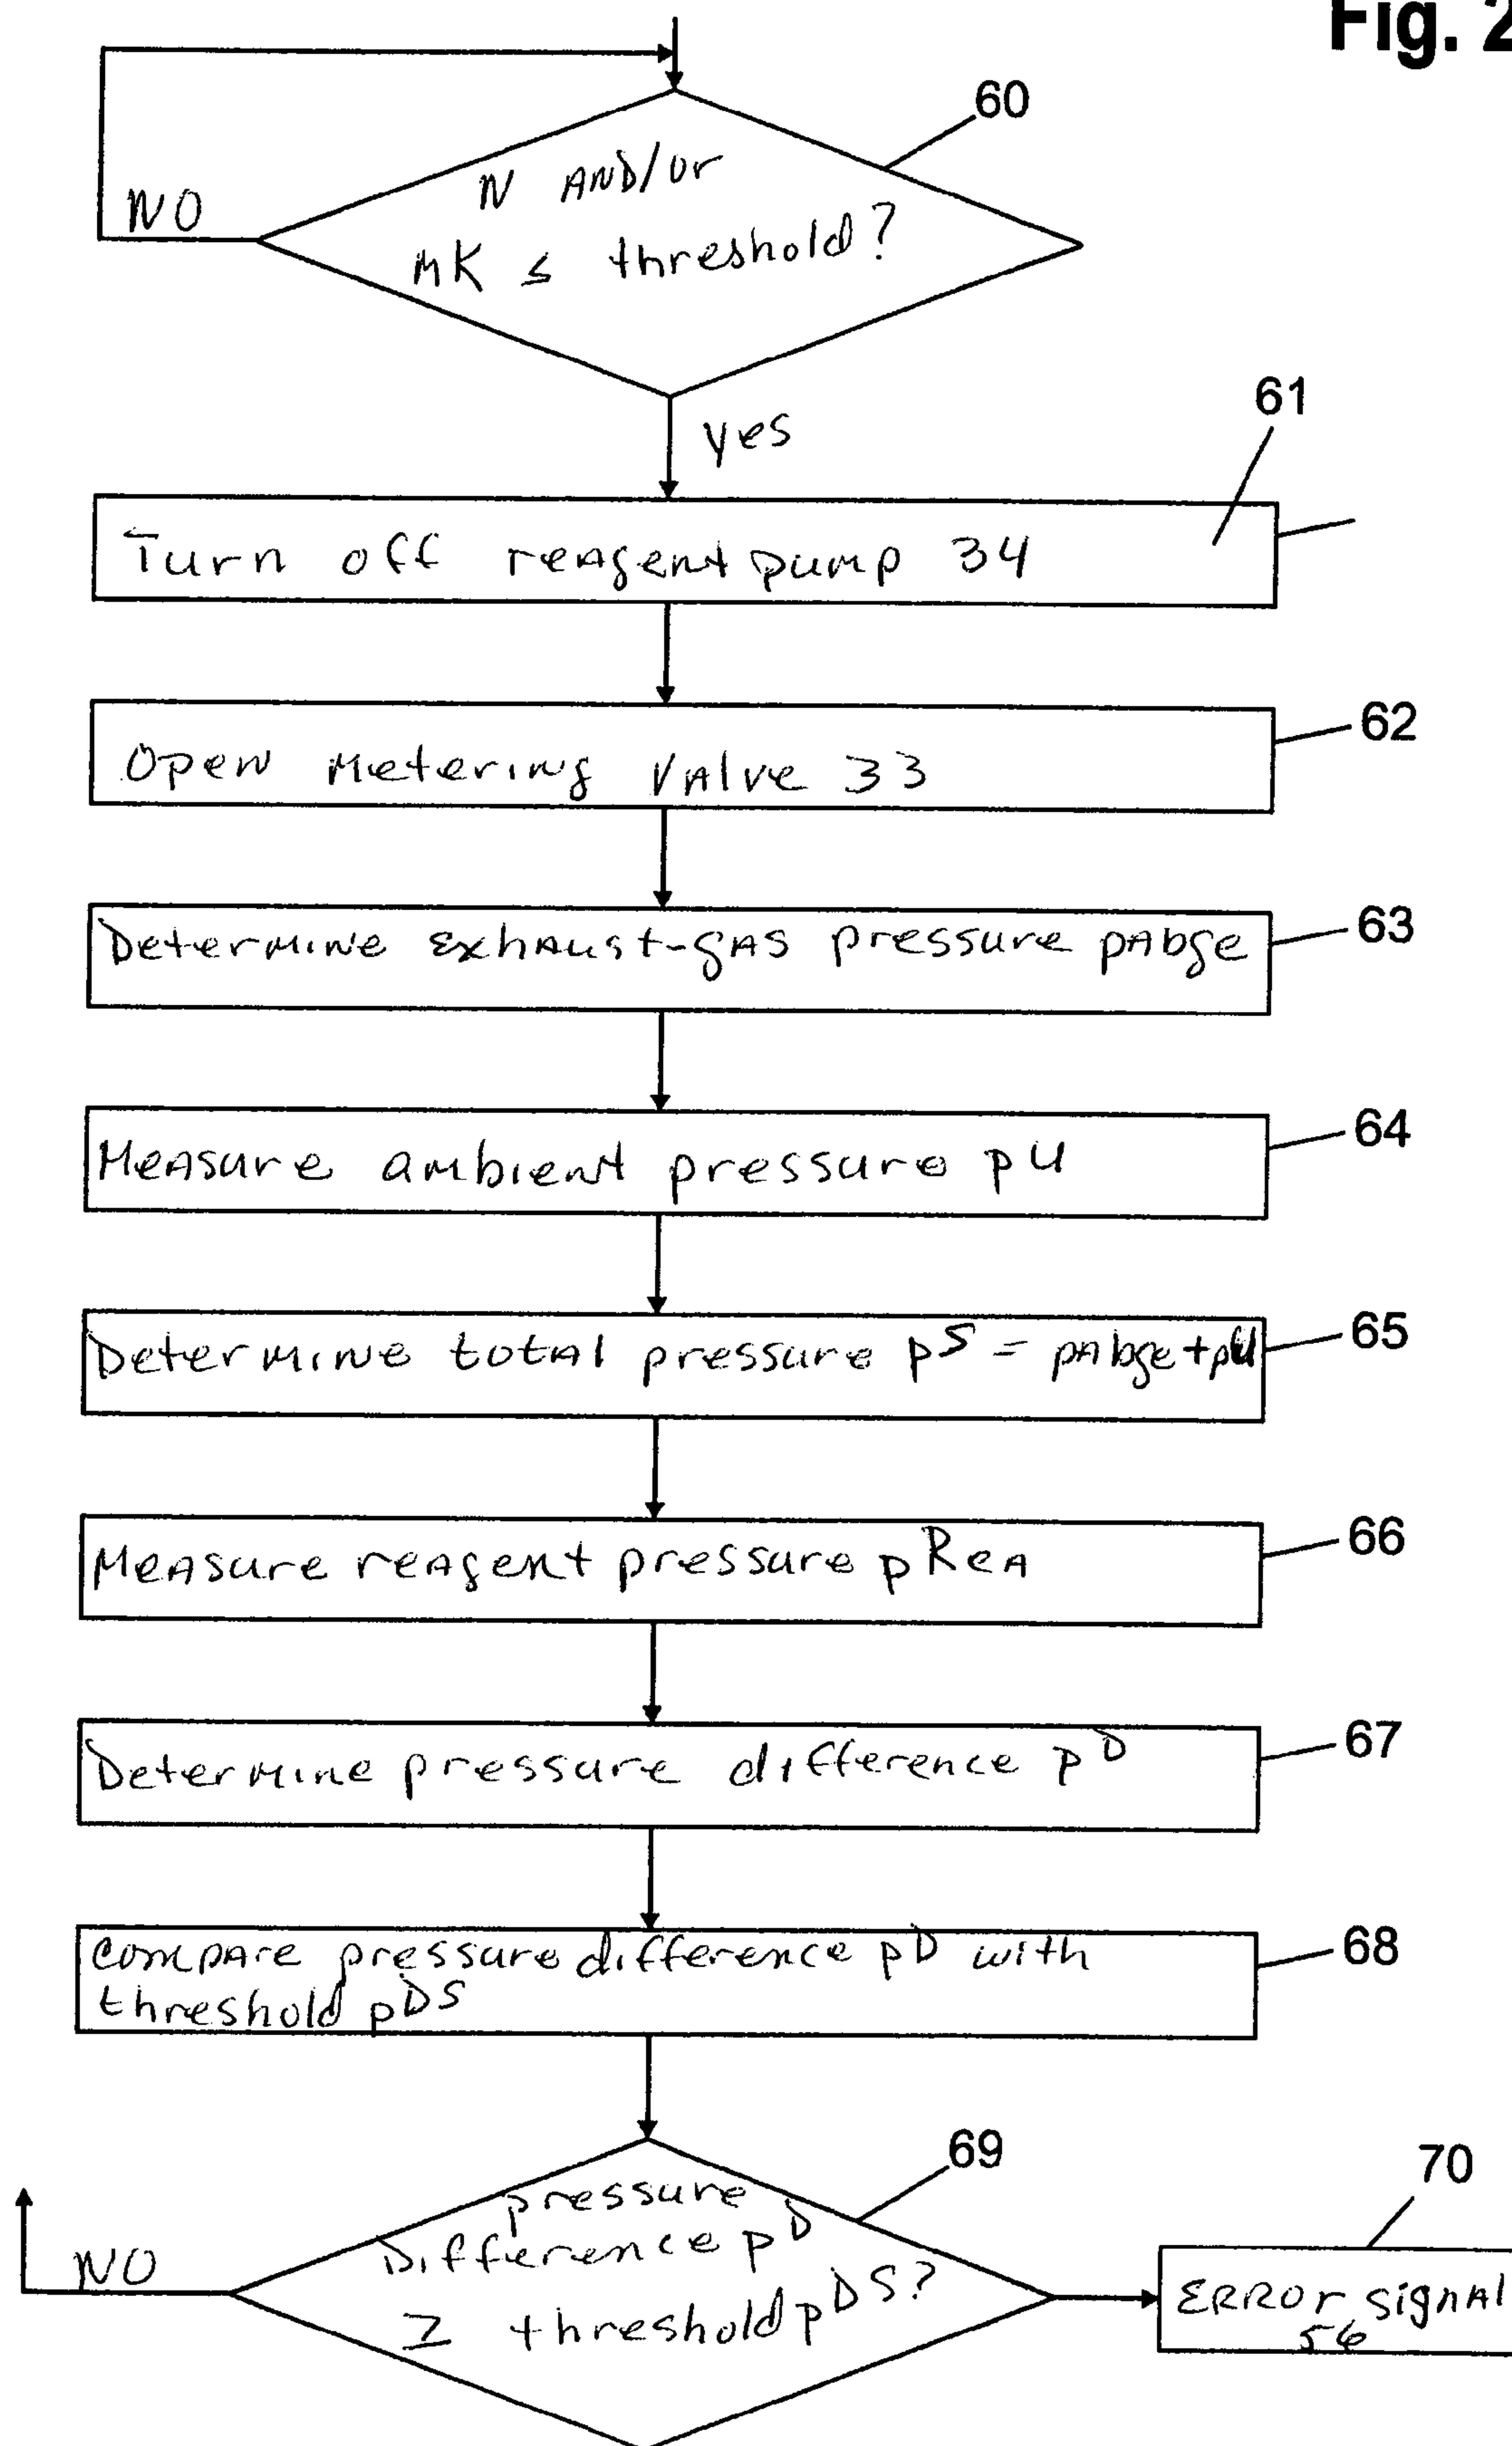 Fig. 2
60
N AND/or
mK ≤ threshold?
NO
yes
61
Turn off reagent pump 34
Open Metering Valve 33
62
Determine exhaust-gas pressure pAbge
63
Measure ambient pressure pU
64
Determine total pressure pS = pAbge + pU
65
Measure reagent pressure pReA
66
Determine pressure difference pD
67
Compare pressure difference pD with
threshold pDS
68
69
pressure
Difference pD
≥ threshold pDS?
NO
70
ERROr signal
56